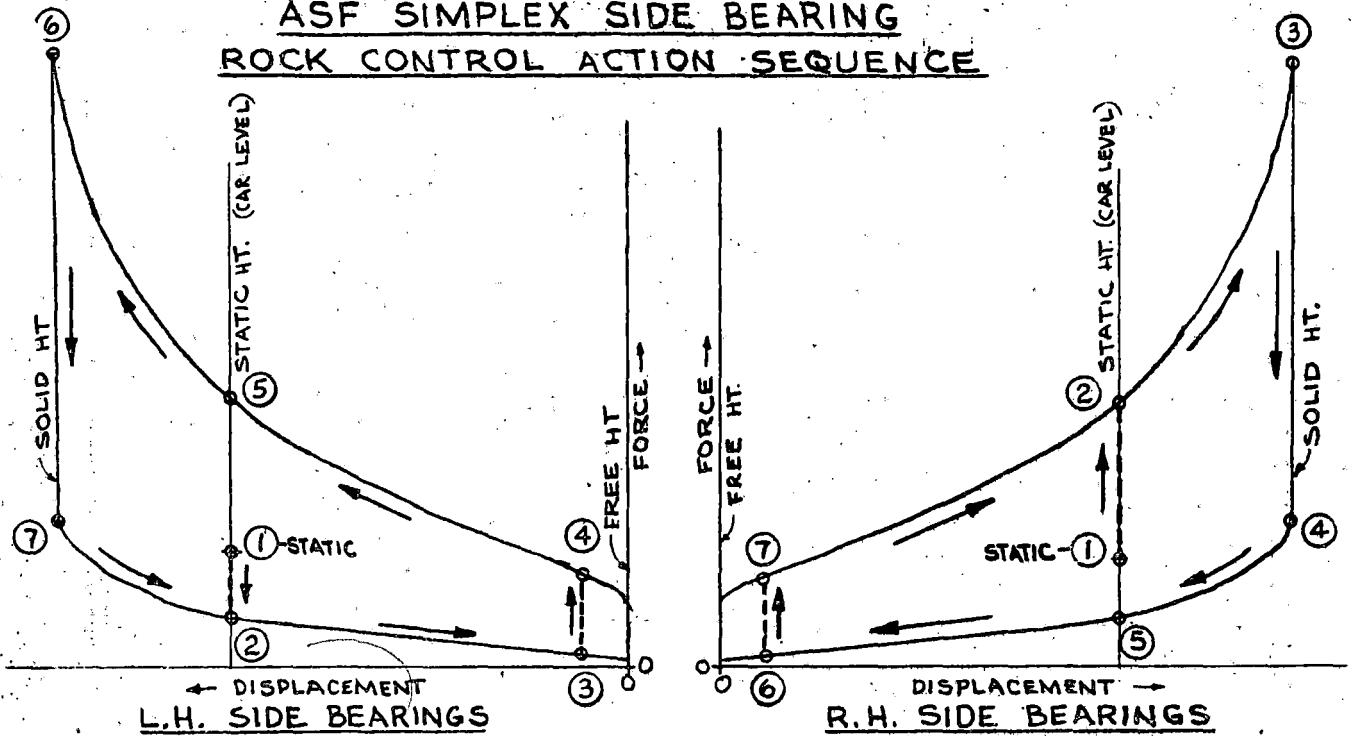 ASF SIMPLEX SIDE BEARING
ROCK CONTROL ACTION SEQUENCE
6
STATIC HT. (CAR LEVEL)
SOLID HT
5
FREE HT
FORCE →
4
7
1-STATIC
2
3
0
0
← DISPLACEMENT
L.H. SIDE BEARINGS
3
STATIC HT. (CAR LEVEL)
FORCE →
FREE HT.
2
SOLID HT.
7
STATIC-1
4
5
6
0
0
DISPLACEMENT →
R.H. SIDE BEARINGS